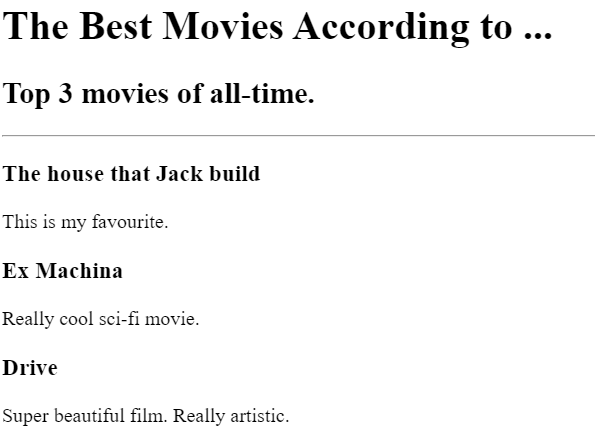 The Best Movies According to ...
Top 3 movies of all-time.
The house that Jack build
This is my favourite.
Ex Machina
Really cool sci-fi movie.
Drive
Super beautiful film. Really artistic.